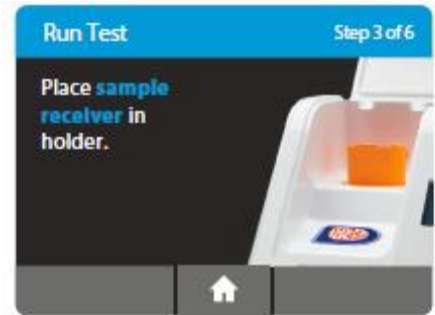 Run Test
Step 3 of 6
Place sample
receiver in
holder.